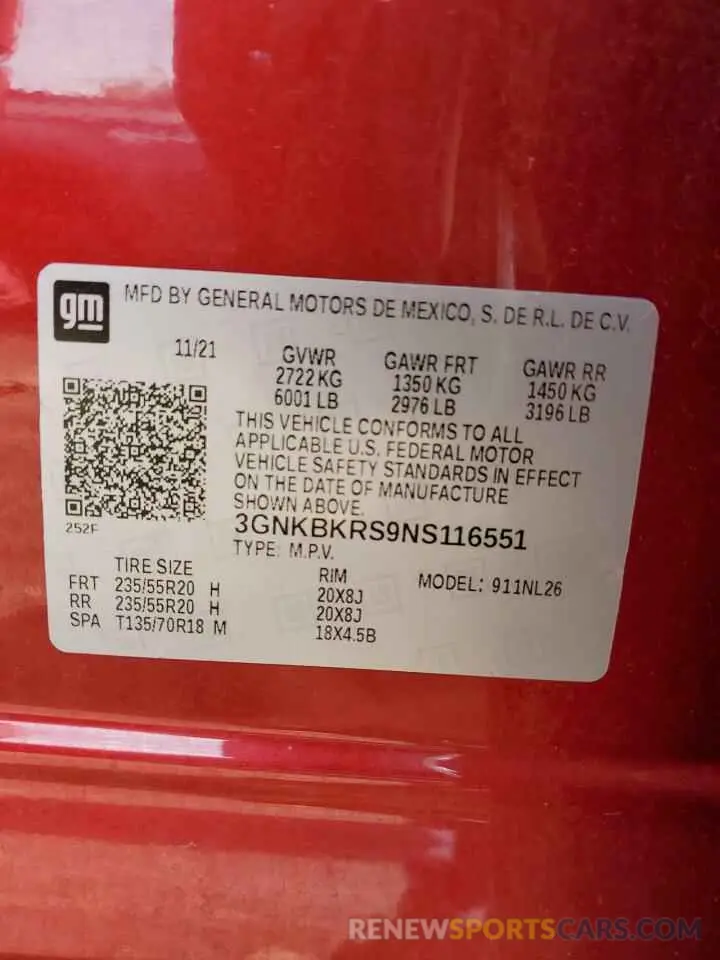 gm
MFD BY GENERAL MOTORS DE MEXICO, S. DE R.L. DE C.V.
11/21
GVWR
2722 KG
6001 LB
GAWR FRT
1350 KG
2976 LB
GAWR RR
1450 KG
3196 LB
THIS VEHICLE CONFORMS TO ALL
APPLICABLE U.S. FEDERAL MOTOR
VEHICLE SAFETY STANDARDS IN EFFECT
ON THE DATE OF MANUFACTURE
SHOWN ABOVE.
252F
3GNKBKRS9NS116551
TYPE: M.P.V.
TIRE SIZE
RIM
MODEL: 911NL26
FRT 235/55R20 H 20X8J
RR 235/55R20 H 20X8J
SPA T135/70R18 M 18X4.5B
RENEWSPORTSCARS.COM